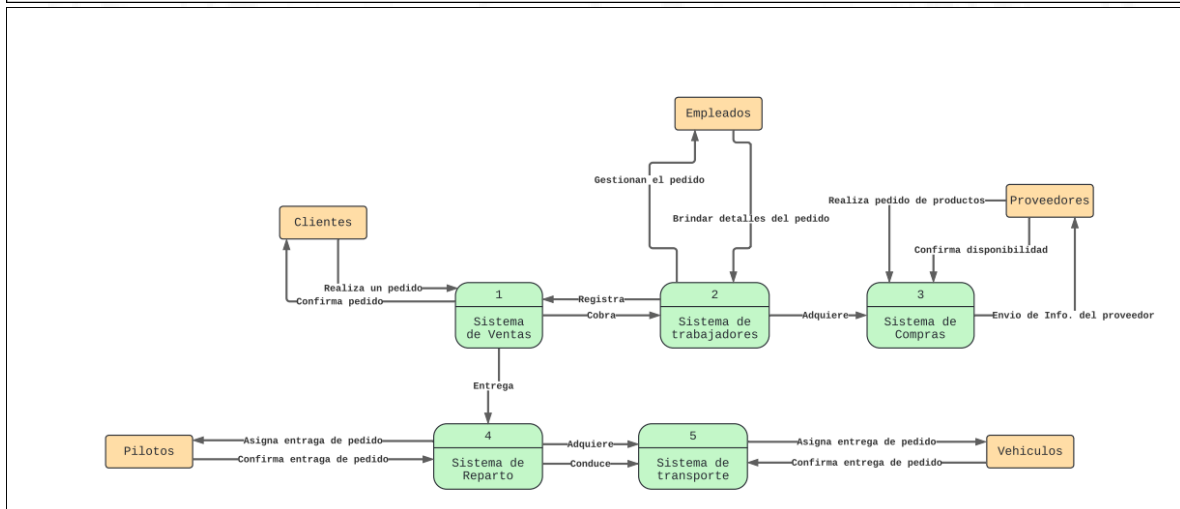 Empleados
Gestionan el pedido
Brindar detalles del pedido
Realiza pedido de productos
Proveedores
Confirma disponibilidad
Clientes
Realiza un pedido
Confirma pedido
1
Sistema
de Ventas
Registra
Cobra
2
Sistema de
trabajadores
Adquiere
3
Sistema de
Compras
Envio de Info. del proveedor
Entrega
Pilotos
Asigna entraga de pedido
Confirma entraga de pedido
4
Sistema de
Reparto
Adquiere
Conduce
5
Sistema de
transporte
Asigna entrega de pedido
Confirma entrega de pedido
Vehiculos